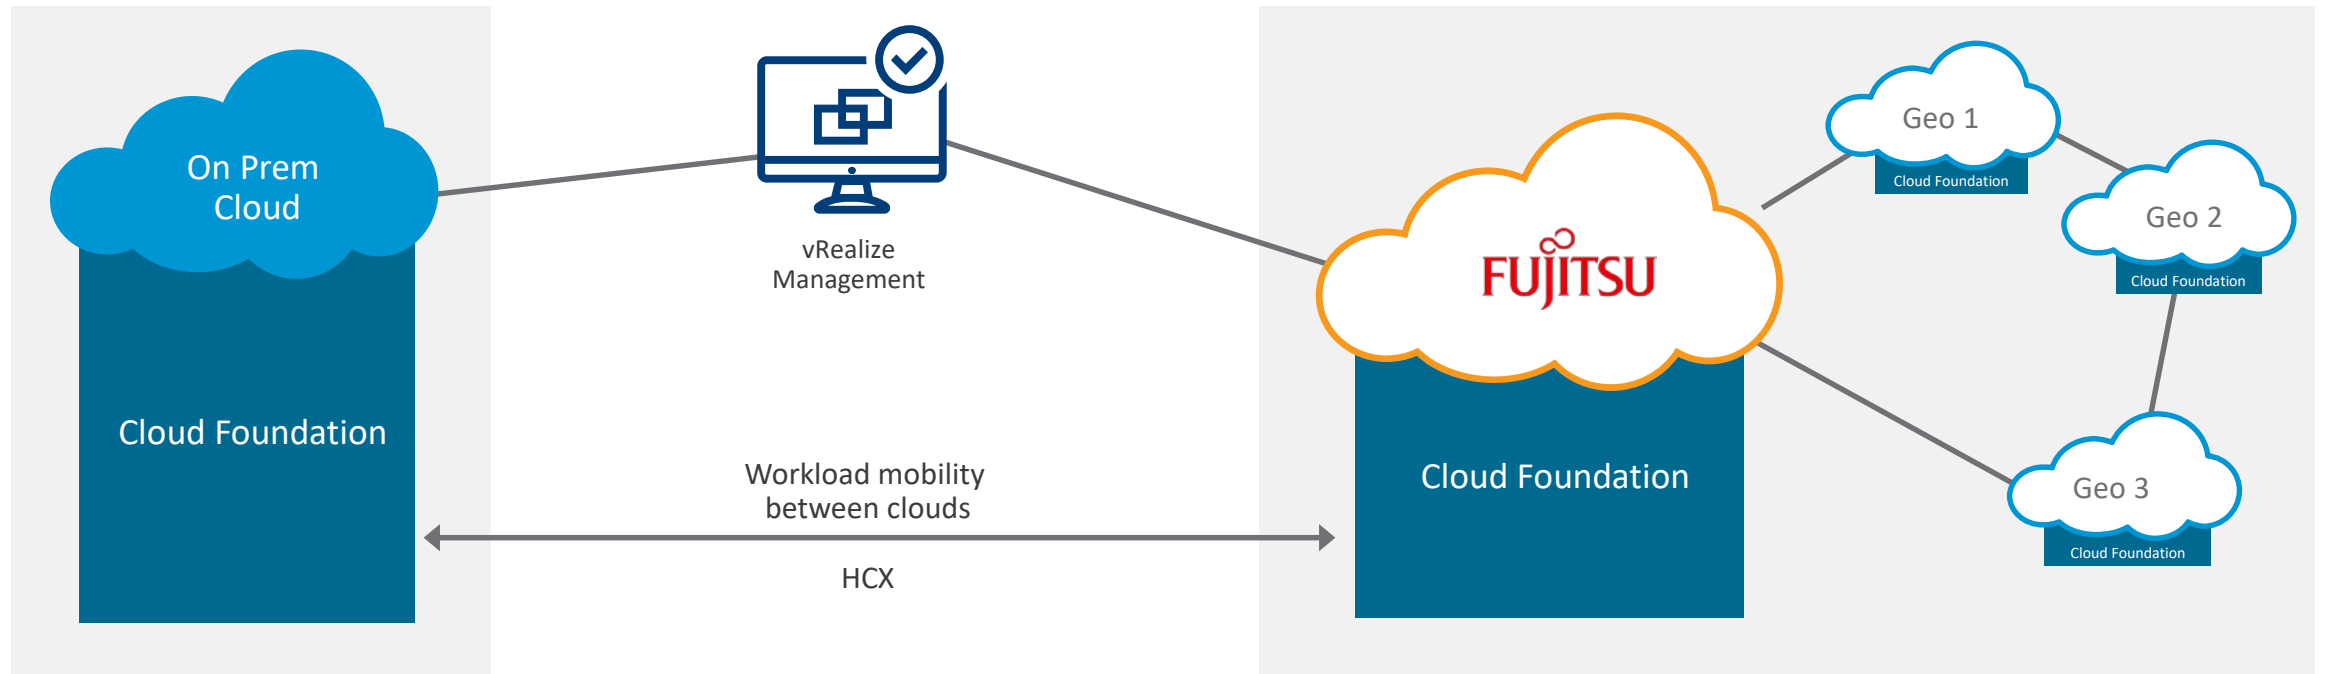 On Prem
Cloud
Cloud Foundation
vRealize
Management
Workload mobility
between clouds
HCX
FUJITSU
Cloud Foundation
Geo 1
Cloud Foundation
Geo 2
Cloud Foundation
Geo 3
Cloud Foundation